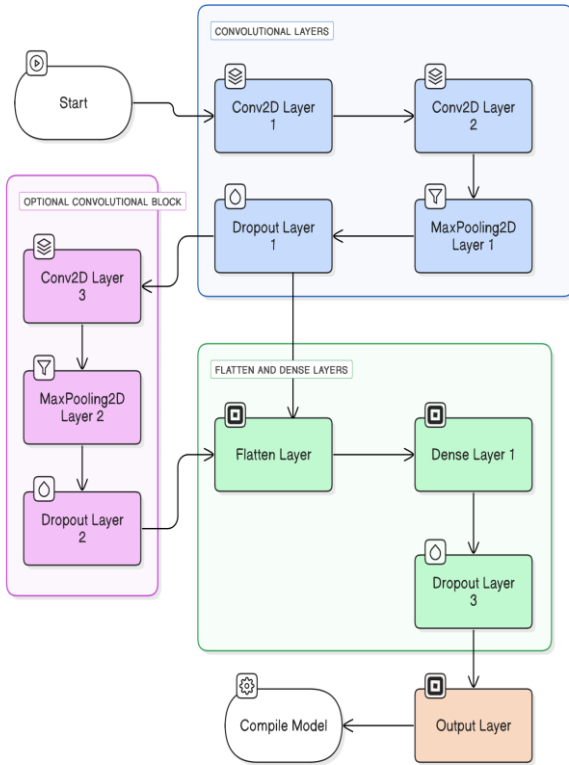 CONVOLUTIONAL LAYERS
Start
Conv2D Layer
1
Conv2D Layer
2
OPTIONAL CONVOLUTIONAL BLOCK
Dropout Layer
1
MaxPooling2D
Layer 1
Conv2D Layer
3
FLATTEN AND DENSE LAYERS
MaxPooling2D
Layer 2
Flatten Layer
Dense Layer 1
Dropout Layer
2
Dropout Layer
3
Compile Model
Output Layer